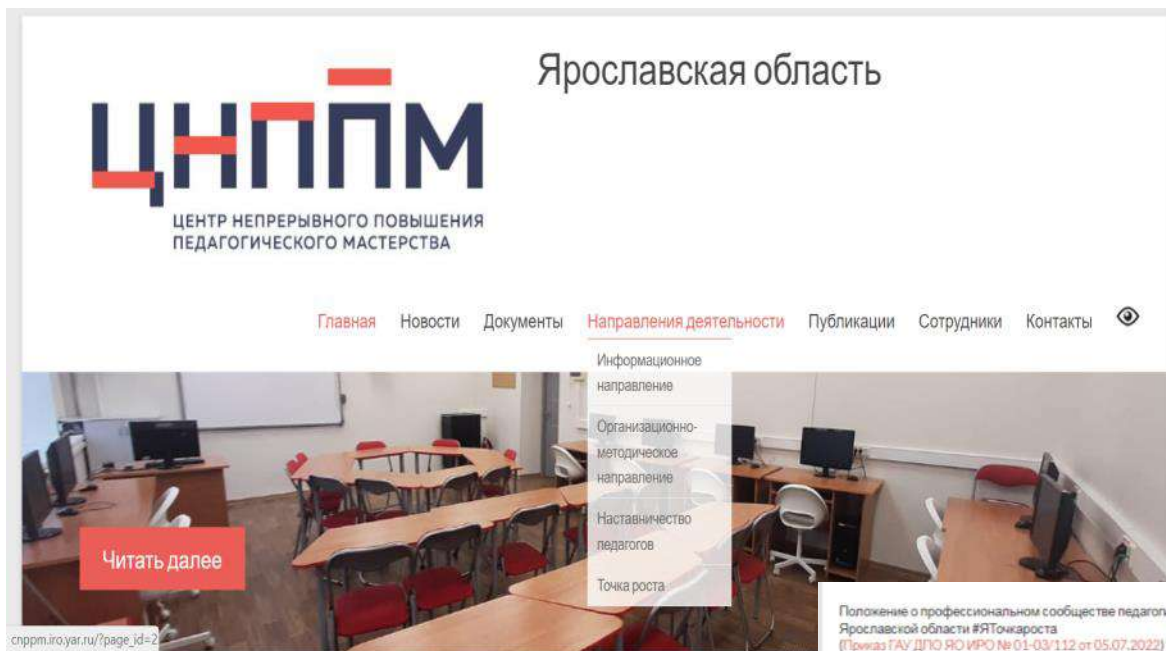 Ярославская область
ЦНППМ
ЦЕНТР НЕПРЕРЫВНОГО ПОВЫШЕНИЯ
ПЕДАГОГИЧЕСКОГО МАСТЕРСТВА
Главная Новости Документы Направления деятельности Публикации Сотрудники Контакты
Информационное
направление
Организационно-
методическое
направление
Наставничество
педагогов
Точка роста
Читать далее
Положение о профессиональном сообществе педагоги
Ярославской области #ЯТочкароста
(Приказ ГАУ ДПО ЯО ИРО № 01-03/112 от 05.07.2022)
cnppm.iro.yar.ru/?page_id=2